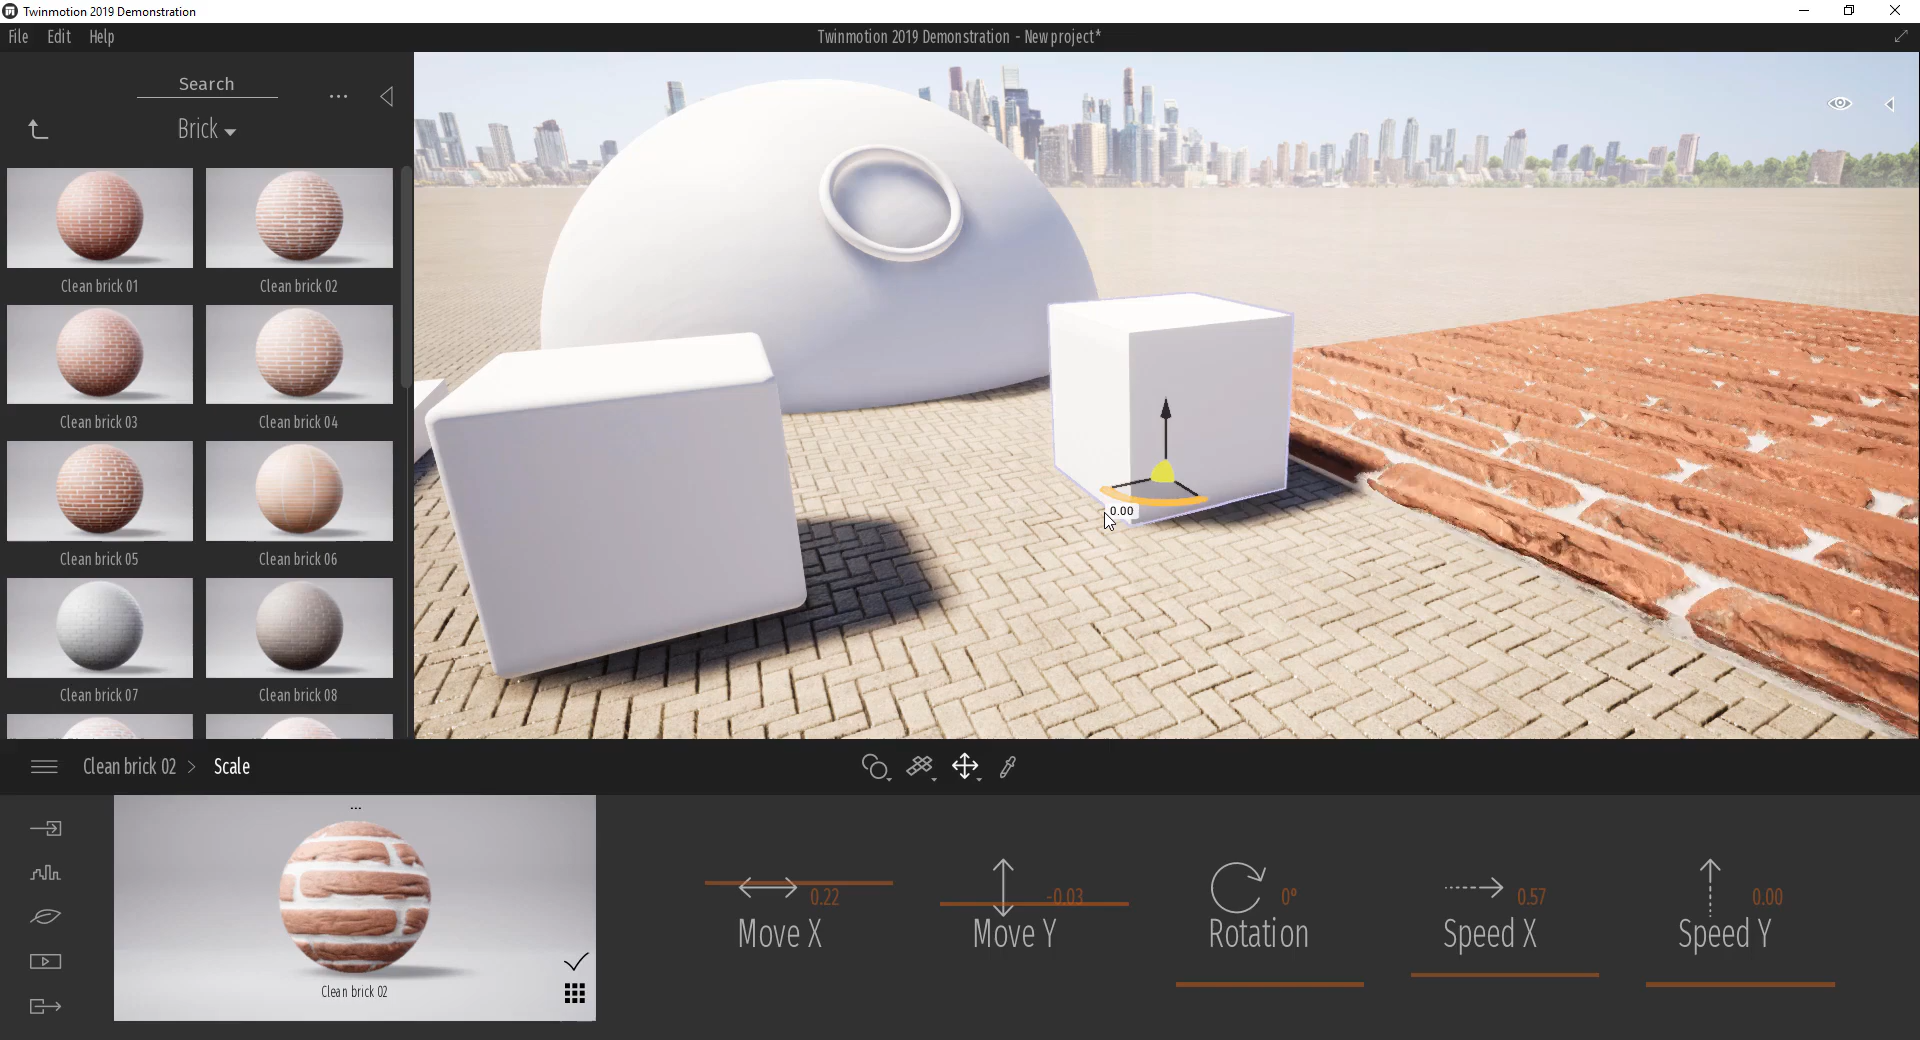 Twinmotion 2019 Demonstration
File Edit Help
Twinmotion 2019 Demonstration - New project*
Search
...
Brick
Clean brick 01
Clean brick 02
Clean brick 03
Clean brick 04
Clean brick 05
Clean brick 06
Clean brick 07
Clean brick 08
0.00
Clean brick 02 > Scale
...
Clean brick 02
0.22
Move X
-0.03
Move Y
0°
Rotation
0.57
Speed X
0.00
Speed Y